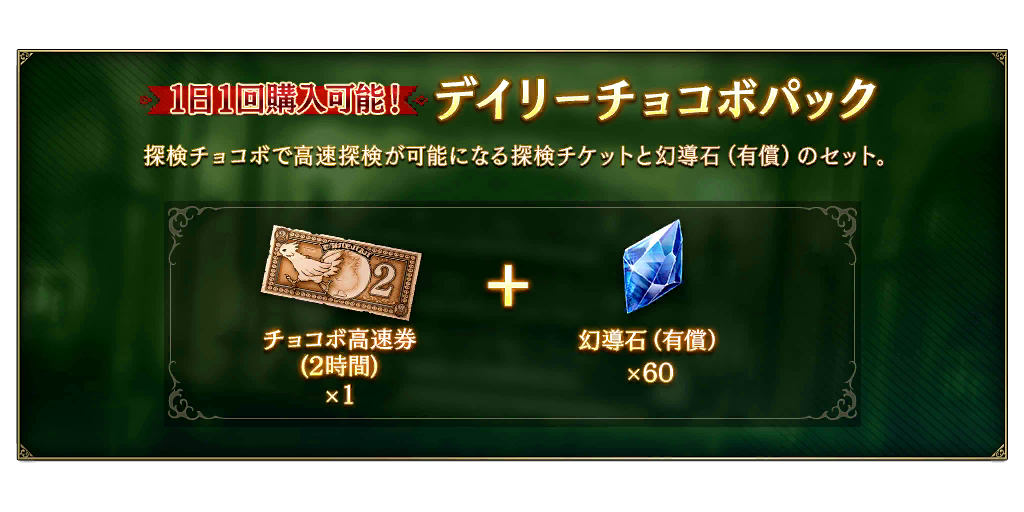 1日1回購入可能！ デイリーチョコボパック
探検チョコボで高速探検が可能になる探検チケットと幻導石（有償）のセット。
2
2
＋
チョコボ高速券
(2時間)
×1
幻導石（有償）
×60